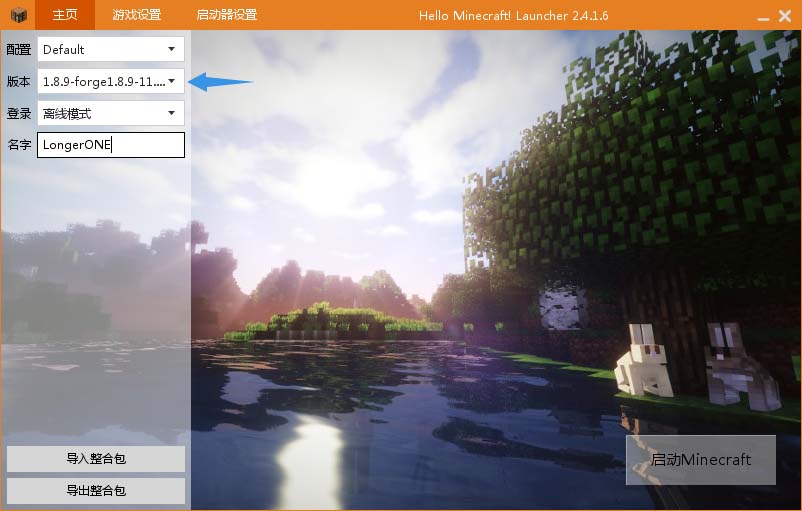 主页 游戏设置 启动器设置 Hello Minecraft! Launcher 2.4.1.6
配置 Default
版本 1.8.9-forge1.8.9-11....
登录 离线模式
名字 LongerONE
导入整合包
导出整合包
启动Minecraft